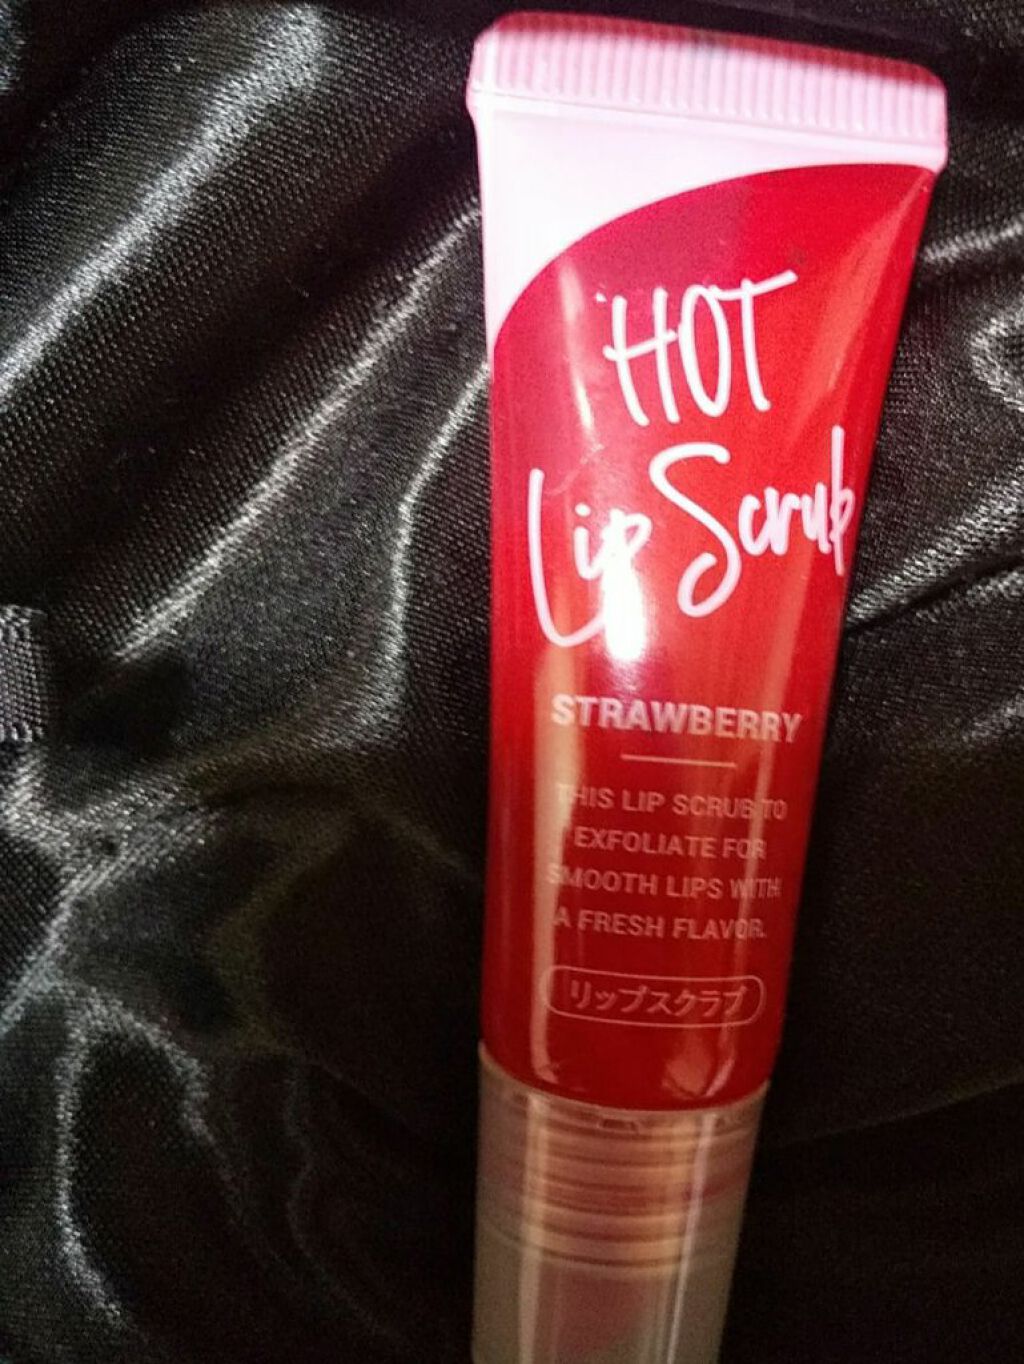 HOT
Lip Scrub
STRAWBERRY
THIS LIP SCRUB TO
EXFOLIATE FOR
SMOOTH LIPS WITH
A FRESH FLAVOR.
リップスクラブ